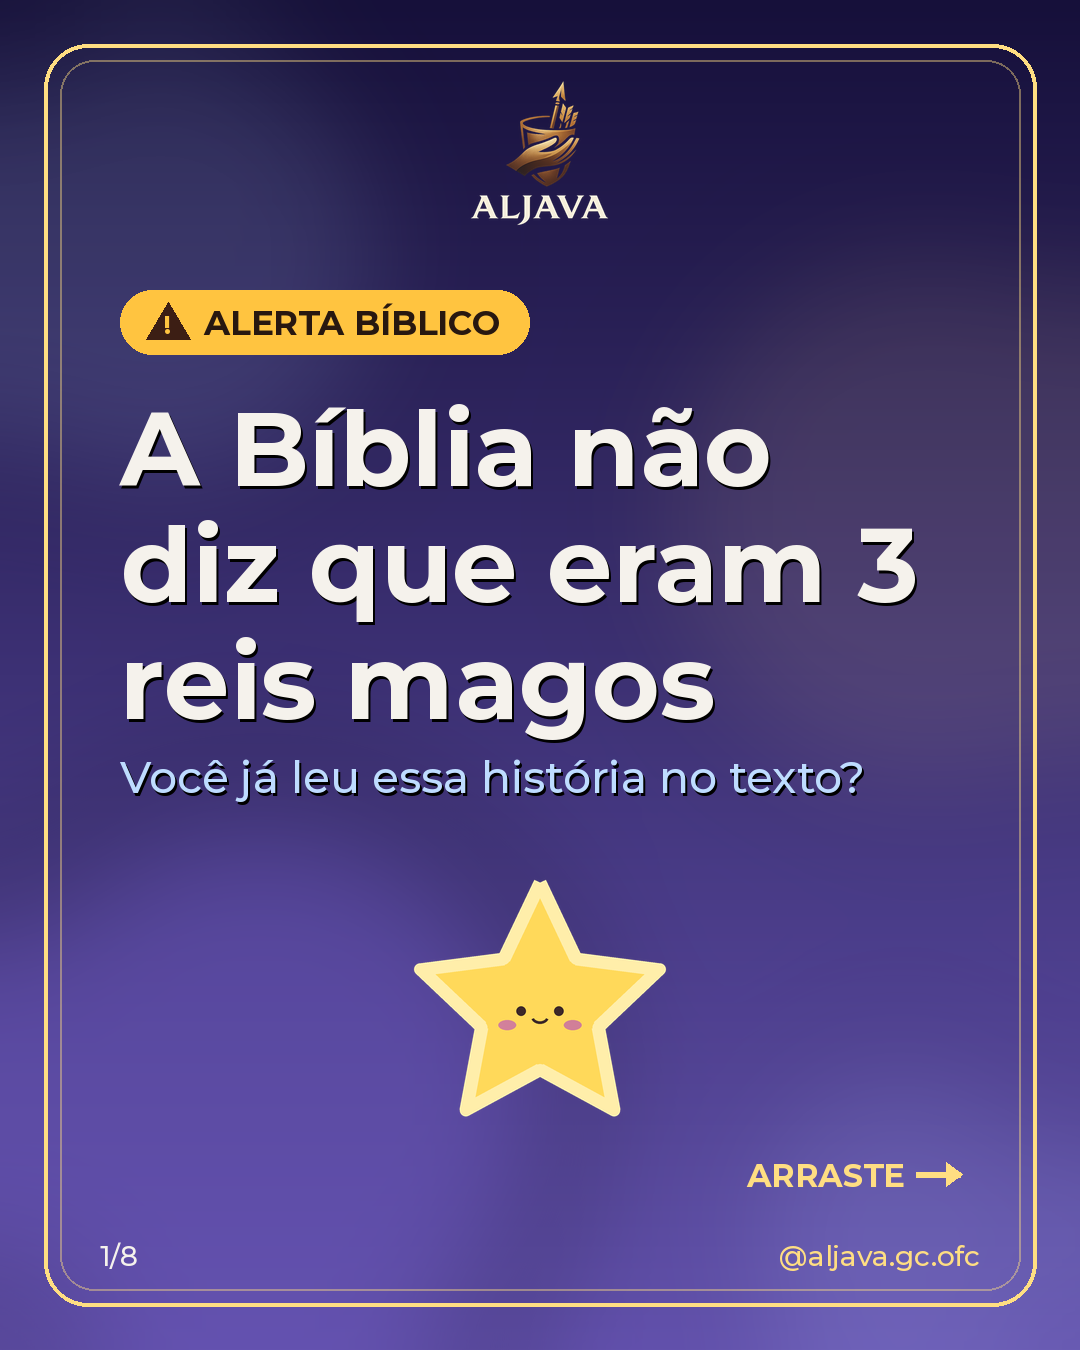 ALJAVA
ALERTA BÍBLICO
A Bíblia não
diz que eram 3
reis magos
Você já leu essa história no texto?
ARRASTE
1/8
@aljava.gc.ofc